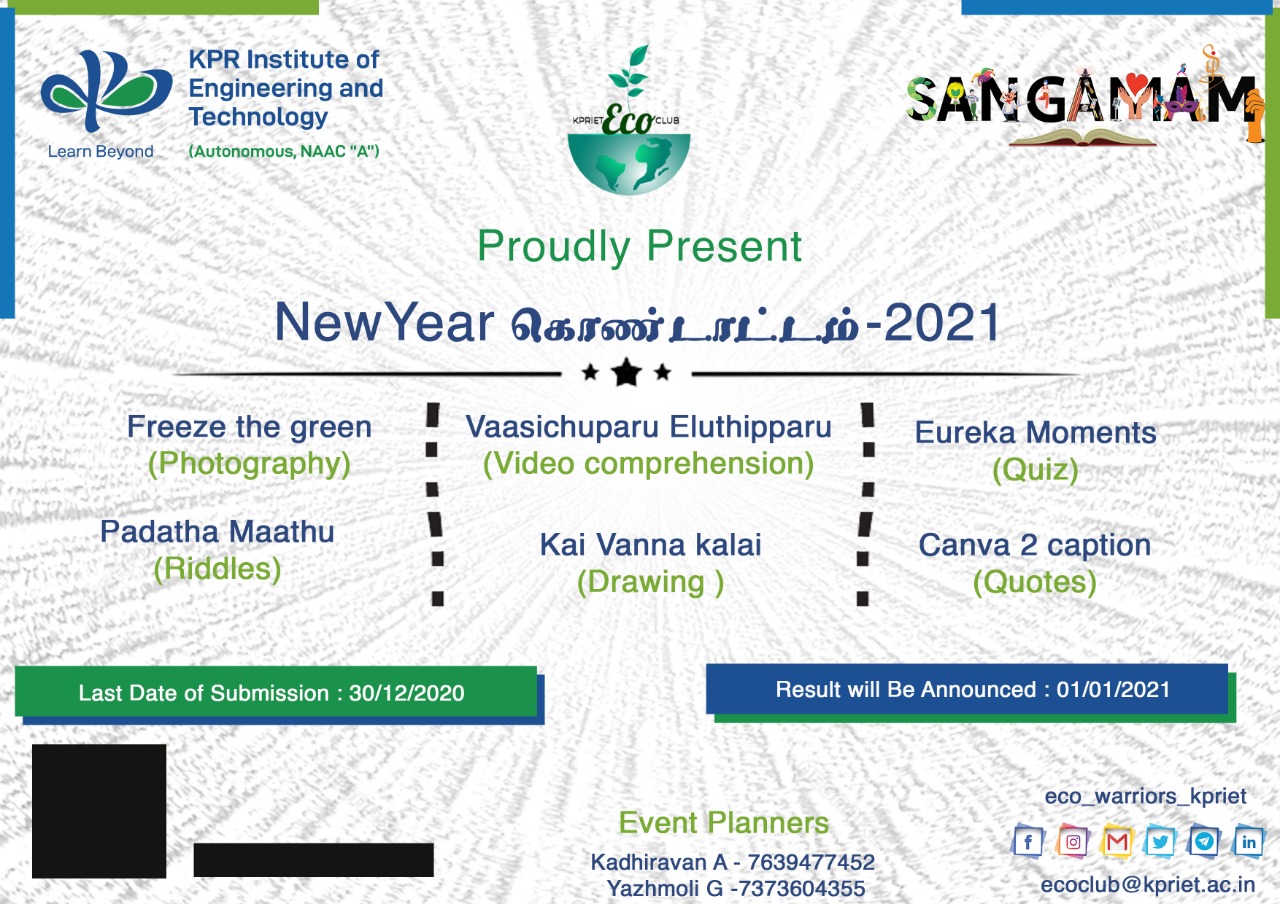 KPR Institute of
Engineering and
Technology
Learn Beyond
(Autonomous, NAAC “A”)
KPRIET Eco CLUB
SANGAMAM
Proudly Present
NewYear கொண்டாட்டம்-2021
Freeze the green
(Photography)
Vaasichuparu Eluthipparu
(Video comprehension)
Eureka Moments
(Quiz)
Padatha Maathu
(Riddles)
Kai Vanna kalai
(Drawing )
Canva 2 caption
(Quotes)
Last Date of Submission : 30/12/2020
Result will Be Announced : 01/01/2021
Event Planners
Kadhiravan A - 7639477452
Yazhmoli G -7373604355
eco_warriors_kpriet
ecoclub@kpriet.ac.in